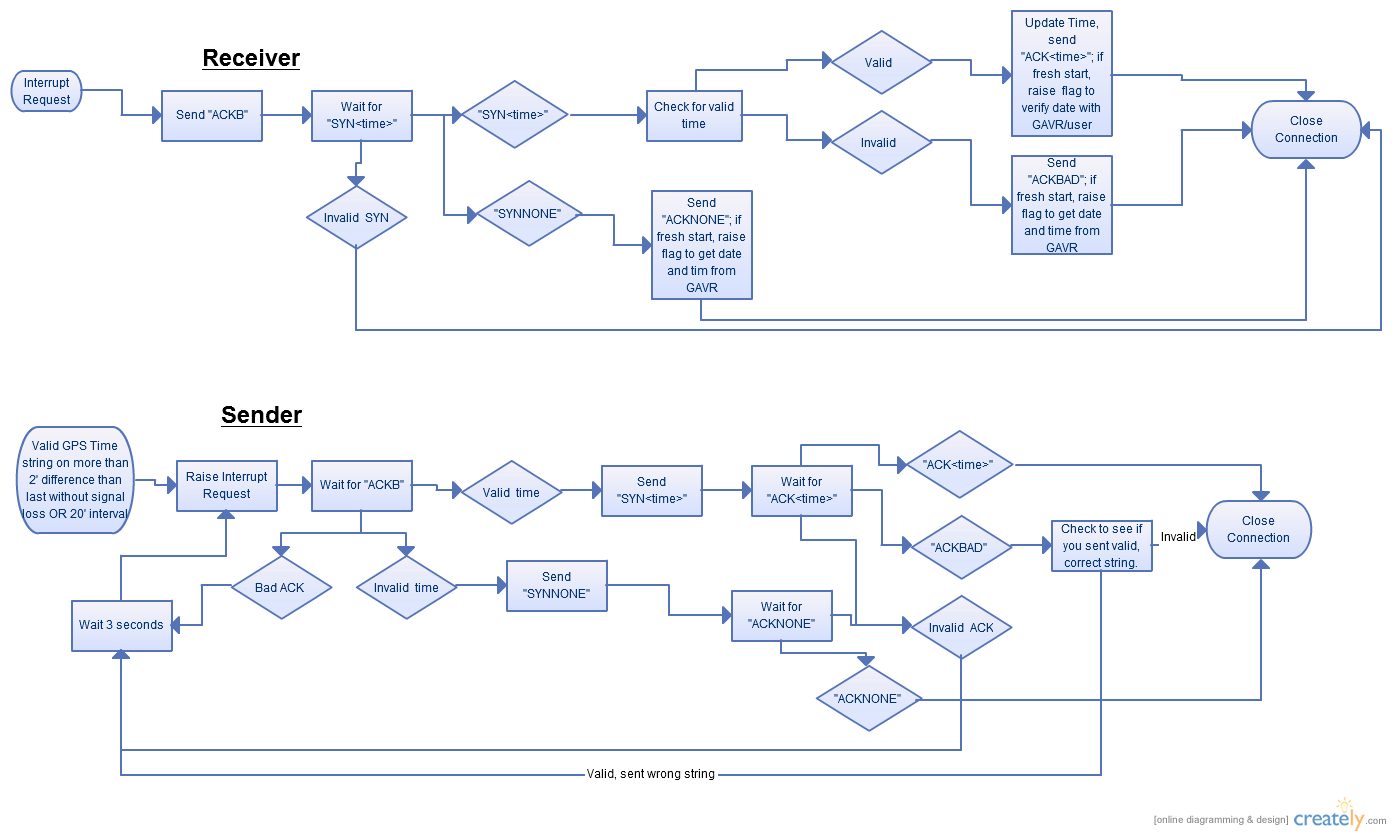 Receiver
Interrupt
Request
Send "ACKB"
Wait for
"SYN<time>"
"SYN<time>"
Check for valid
time
Valid
Update Time,
send
"ACK<time>"; if
fresh start,
raise flag to
verify date with
GAVR/user
Close
Connection
Invalid
Send
"ACKBAD"; if
fresh start, raise
flag to get date
and time from
GAVR
Invalid SYN
"SYNNONE"
Send
"ACKNONE"; if
fresh start, raise
flag to get date
and tim from
GAVR
Sender
Valid GPS Time
string on more than
2' difference than
last without signal
loss OR 20' interval
Raise Interrupt
Request
Wait for "ACKB"
Valid time
Send
"SYN<time>"
Wait for
"ACK<time>"
"ACK<time>"
"ACKBAD"
Check to see if
you sent valid,
correct string.
Invalid
Close
Connection
Bad ACK
Invalid time
Send
"SYNNONE"
Wait for
"ACKNONE"
Invalid ACK
Wait 3 seconds
"ACKNONE"
Valid, sent wrong string
[online diagramming & design] creately.com